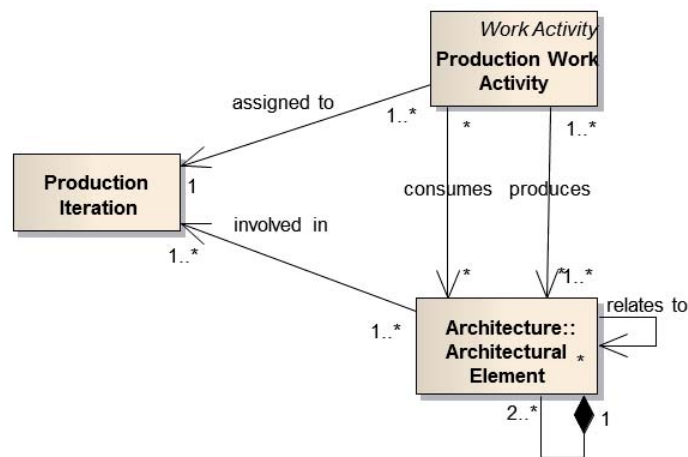 Work Activity
Production Work
Activity
assigned to
1..*
*
1..*
Production
Iteration
1
consumes
produces
involved in
1..*
*
*
1..*
relates to
1..*
Architecture::
Architectural
Element
*
2..*
1